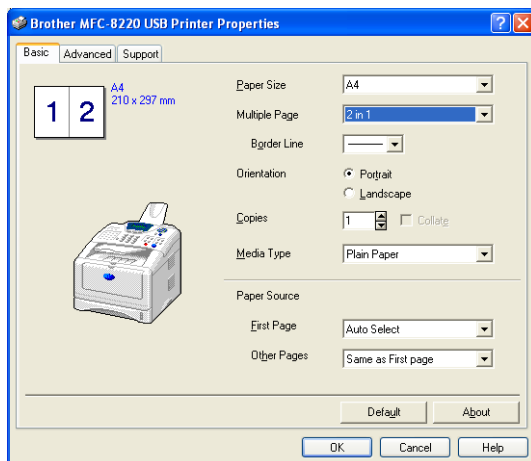 Brother MFC-8220 USB Printer Properties
Basic Advanced Support
A4
210 x 297 mm
1 2
Paper Size A4
Multiple Page 2 in 1
Border Line
Orientation Portrait
Landscape
Copies 1 Collate
Media Type Plain Paper
Paper Source
First Page Auto Select
Other Pages Same as First page
Default About
OK Cancel Help